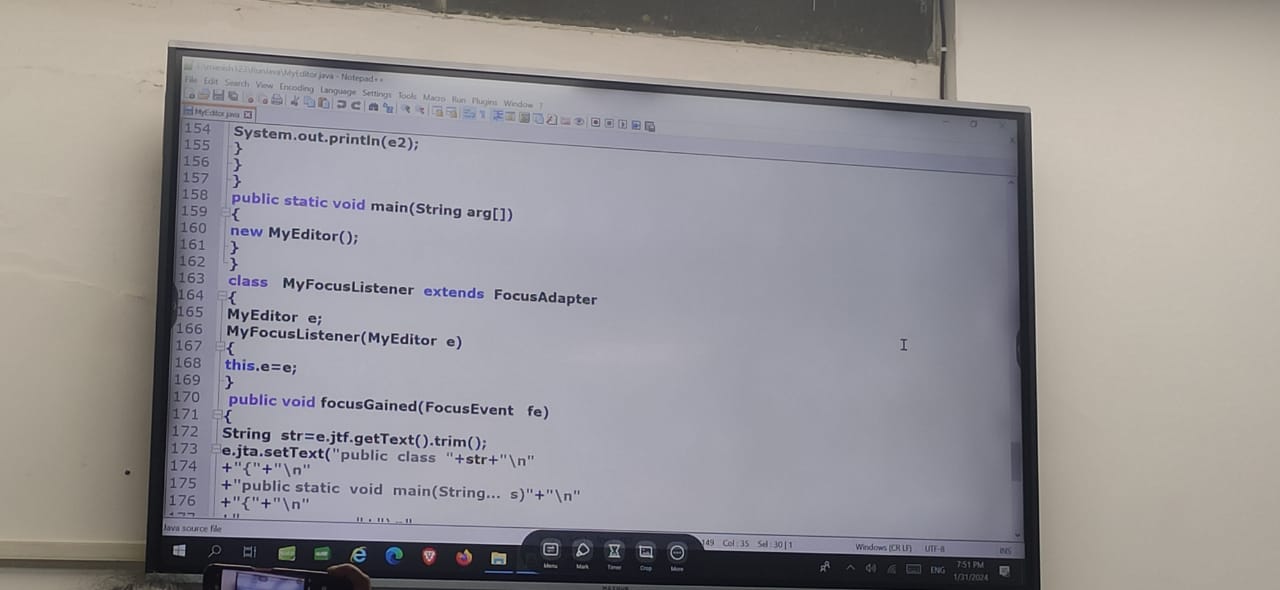 MyEditor.java - Notepad++
File Edit Search View Encoding Language Settings Tools Macro Run Plugins Window ?
MyEditor.java
154 System.out.println(e2);
155 }
156 }
157 }
158 public static void main(String arg[])
159 {
160 new MyEditor();
161 }
162 }
163 class MyFocusListener extends FocusAdapter
164 {
165 MyEditor e;
166 MyFocusListener(MyEditor e)
167 {
168 this.e=e;
169 }
170 public void focusGained(FocusEvent fe)
171 {
172 String str=e.jtf.getText().trim();
173 e.jta.setText("public class "+str+"\n"
174 +"{"+"\n"
175 +"public static void main(String... s)"+"\n"
176 +"{"+"\n"
Java source file
149 Col : 35 Sel : 30 | 1 Windows (CR LF) UTF-8 INS
Menu Mark Timer Crop More
ENG 7:51 PM
1/31/2024